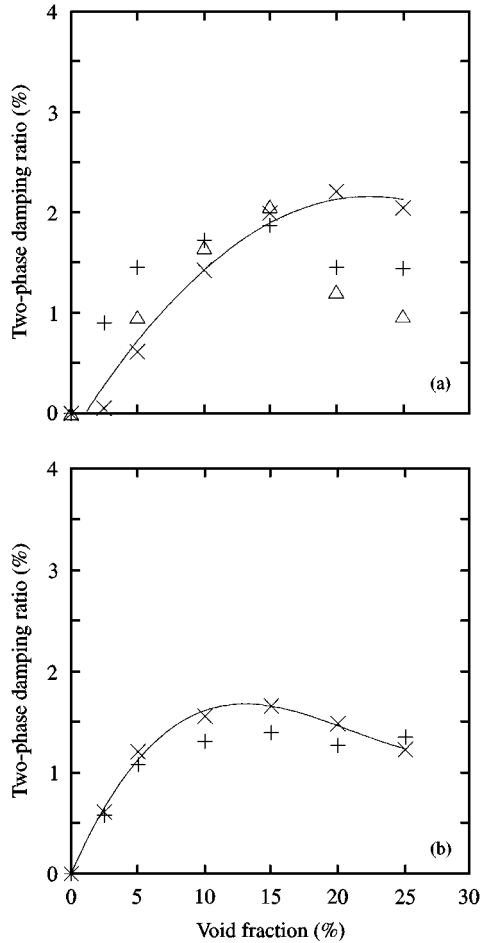 4
3
2
1
0
Two-phase damping ratio (%)
(a)
4
3
2
1
0
Two-phase damping ratio (%)
(b)
0 5 10 15 20 25 30
Void fraction (%)